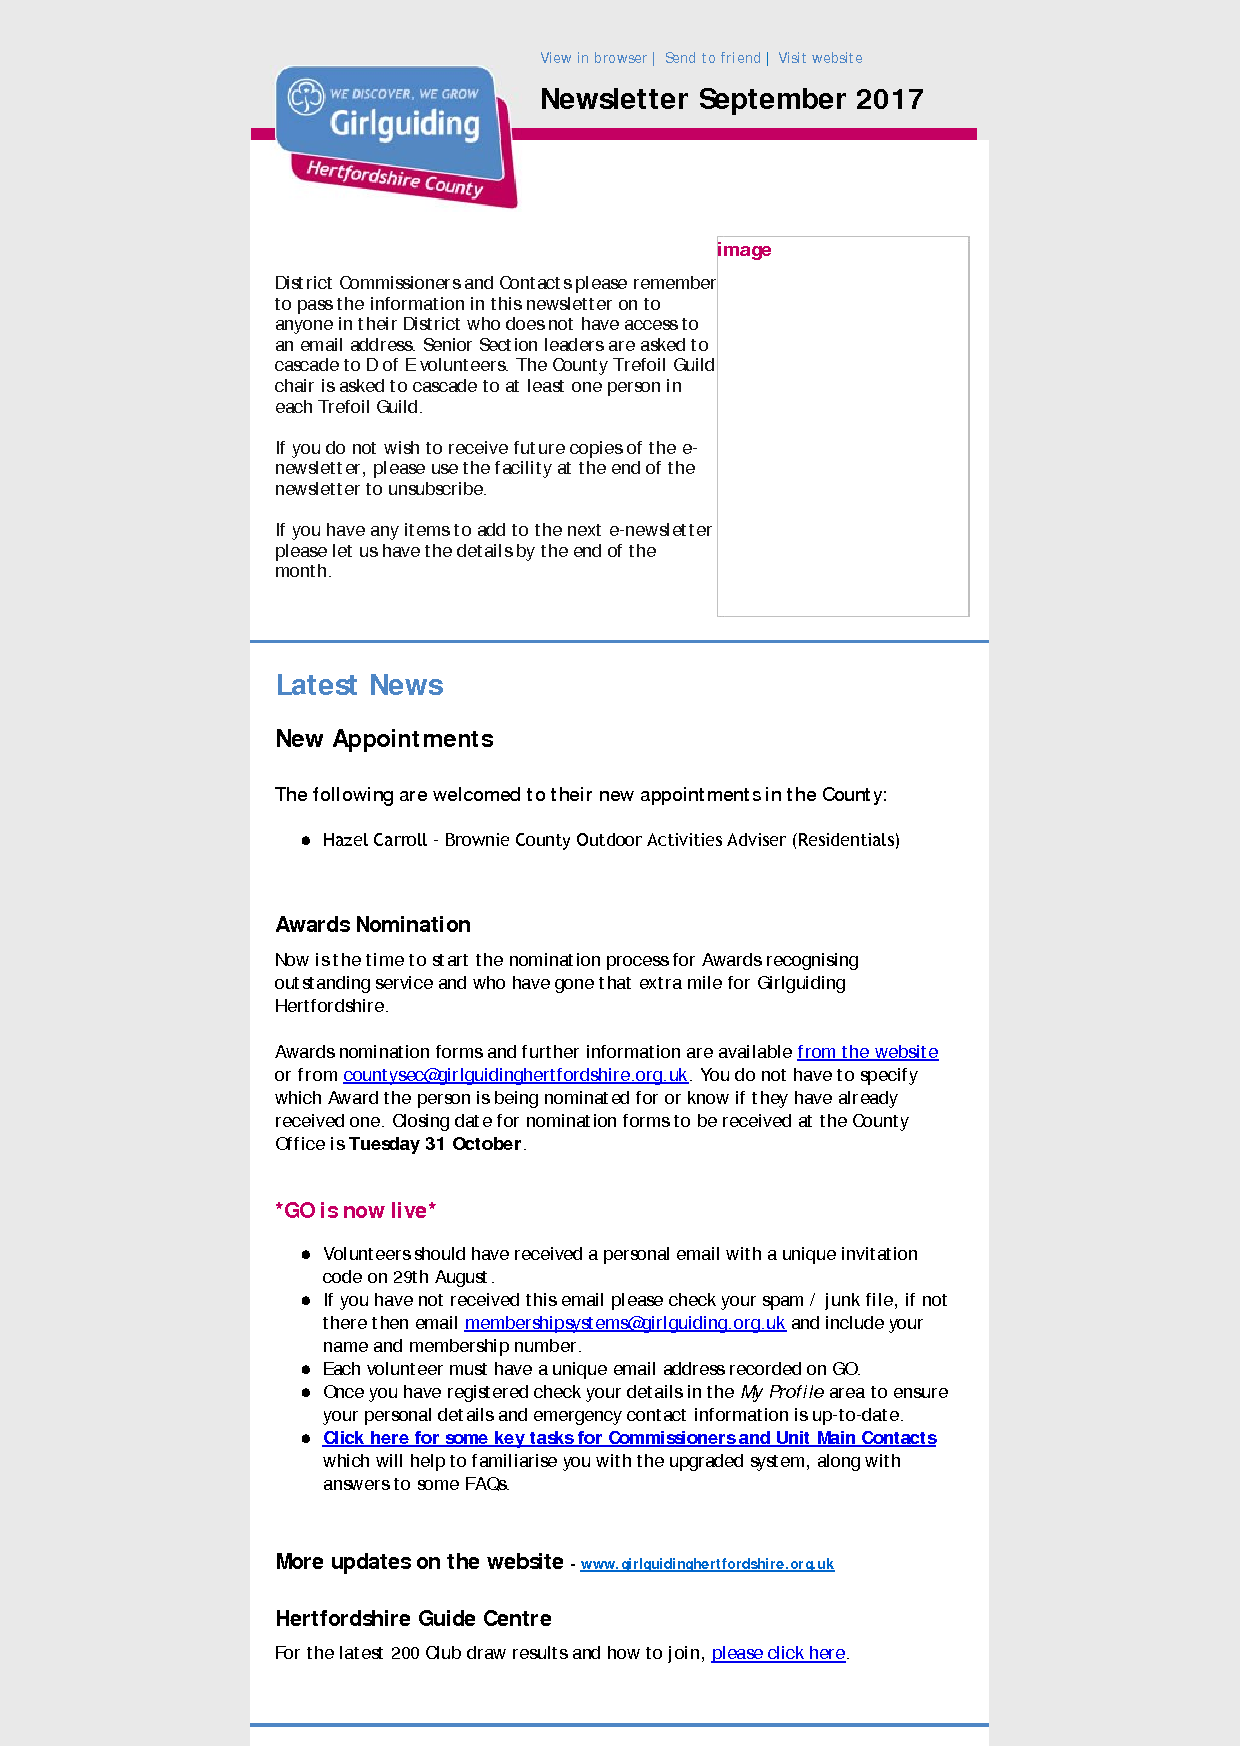 View in browser | Send to friend | Visit website
WE DISCOVER, WE GROW
Girlguiding
Hertfordshire County
Newsletter September 2017
image
District Commissioners and Contacts please remember
to pass the information in this newsletter on to
anyone in their District who does not have access to
an email address. Senior Section leaders are asked to
cascade to D of E volunteers. The County Trefoil Guild
chair is asked to cascade to at least one person in
each Trefoil Guild.
If you do not wish to receive future copies of the e-
newsletter, please use the facility at the end of the
newsletter to unsubscribe.
If you have any items to add to the next e-newsletter
please let us have the details by the end of the
month.
Latest News
New Appointments
The following are welcomed to their new appointments in the County:
● Hazel Carroll - Brownie County Outdoor Activities Adviser (Residentials)
Awards Nomination
Now is the time to start the nomination process for Awards recognising
outstanding service and who have gone that extra mile for Girlguiding
Hertfordshire.
Awards nomination forms and further information are available from the website
or from countysec@girlguidinghertfordshire.org.uk. You do not have to specify
which Award the person is being nominated for or know if they have already
received one. Closing date for nomination forms to be received at the County
Office is Tuesday 31 October.
*GO is now live*
● Volunteers should have received a personal email with a unique invitation
code on 29th August.
● If you have not received this email please check your spam / junk file, if not
there then email membershipsystems@girlguiding.org.uk and include your
name and membership number.
● Each volunteer must have a unique email address recorded on GO.
● Once you have registered check your details in the My Profile area to ensure
your personal details and emergency contact information is up-to-date.
● Click here for some key tasks for Commissioners and Unit Main Contacts
which will help to familiarise you with the upgraded system, along with
answers to some FAQs.
More updates on the website - www.girlguidinghertfordshire.org.uk
Hertfordshire Guide Centre
For the latest 200 Club draw results and how to join, please click here.